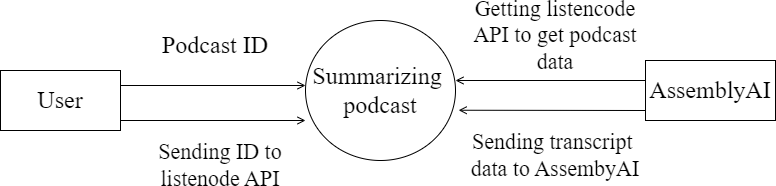 Podcast ID
User
Sending ID to
listenode API
Summarizing
podcast
Getting listencode
API to get podcast
data
AssemblyAI
Sending transcript
data to AssembyAI